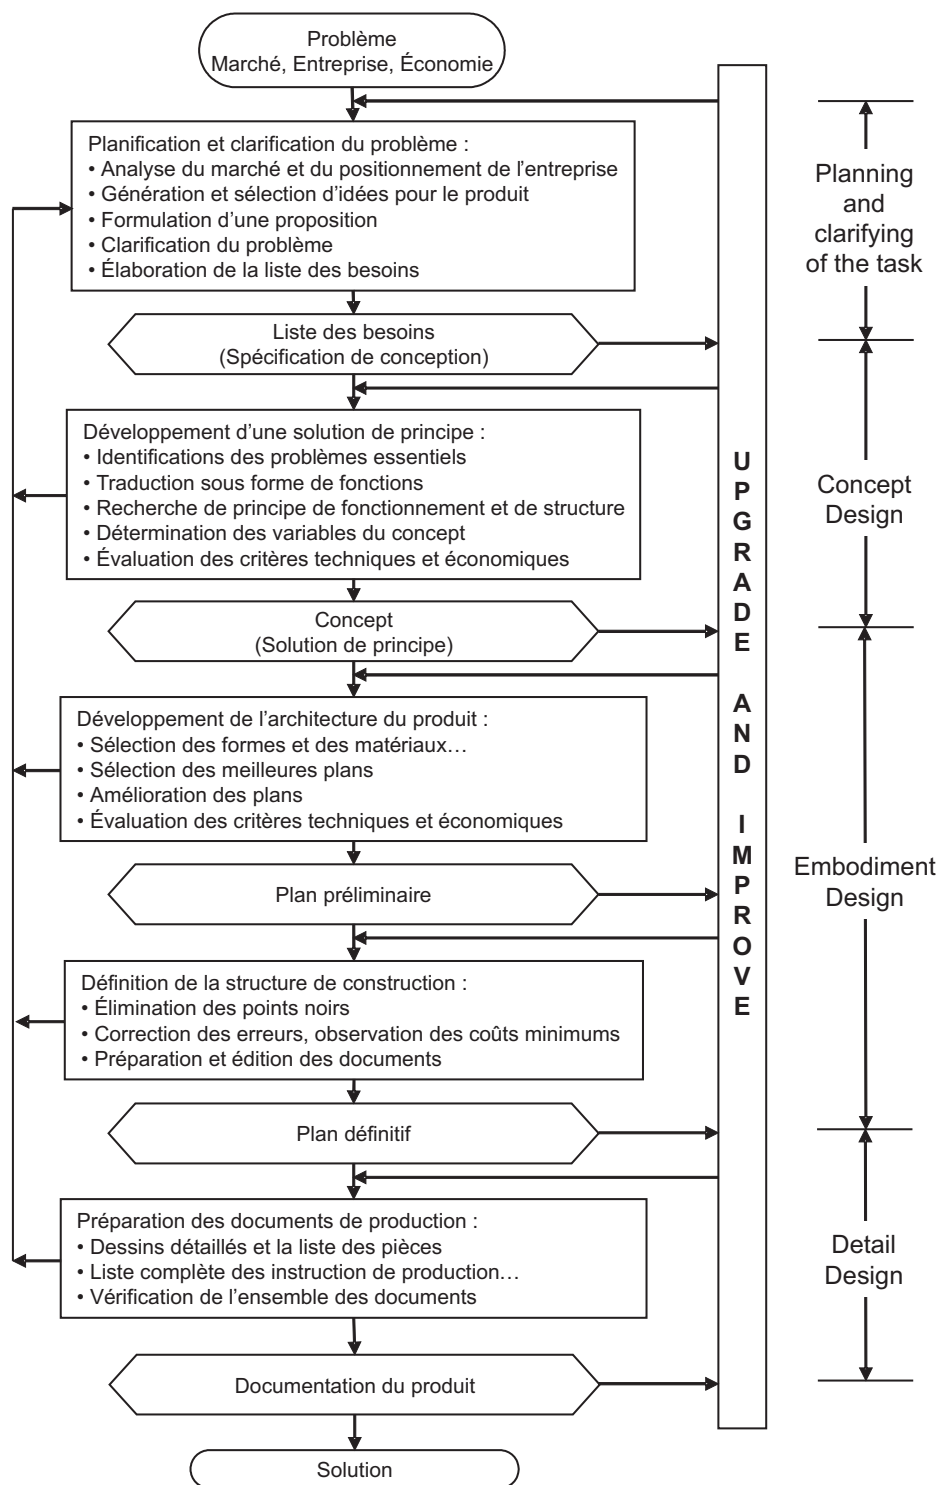 Problème
Marché, Entreprise, Économie
Planification et clarification du problème :
• Analyse du marché et du positionnement de l'entreprise
• Génération et sélection d'idées pour le produit
• Formulation d'une proposition
• Clarification du problème
• Élaboration de la liste des besoins
Liste des besoins
(Spécification de conception)
Développement d'une solution de principe :
• Identifications des problèmes essentiels
• Traduction sous forme de fonctions
• Recherche de principe de fonctionnement et de structure
• Détermination des variables du concept
• Évaluation des critères techniques et économiques
Concept
(Solution de principe)
Développement de l'architecture du produit :
• Sélection des formes et des matériaux…
• Sélection des meilleures plans
• Amélioration des plans
• Évaluation des critères techniques et économiques
Plan préliminaire
Définition de la structure de construction :
• Élimination des points noirs
• Correction des erreurs, observation des coûts minimums
• Préparation et édition des documents
Plan définitif
Préparation des documents de production :
• Dessins détaillés et la liste des pièces
• Liste complète des instruction de production…
• Vérification de l'ensemble des documents
Documentation du produit
Solution
UPGRADE AND IMPROVE
Planning
and
clarifying
of the task
Concept
Design
Embodiment
Design
Detail
Design